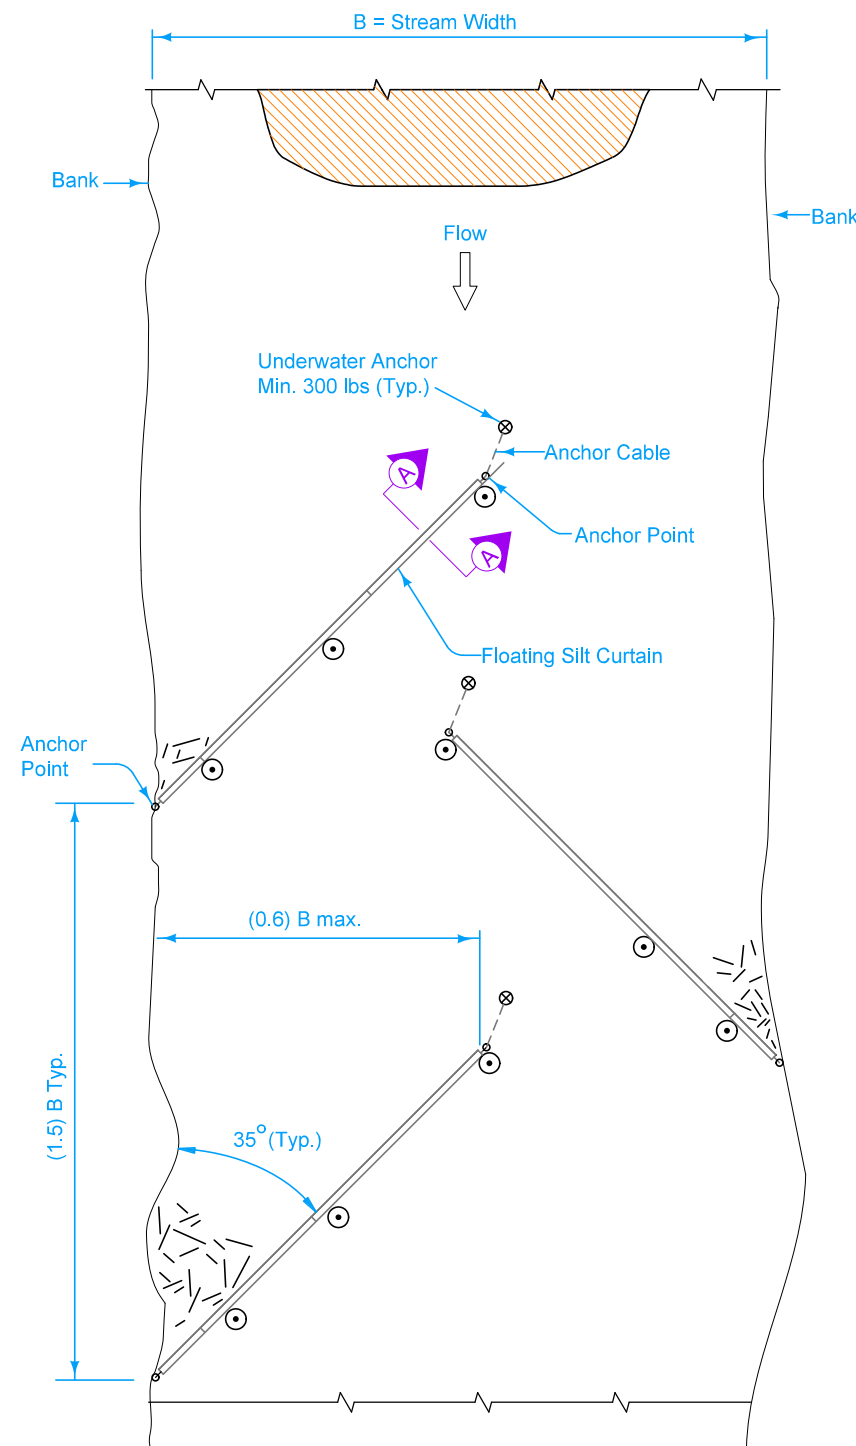 B = Stream Width
Bank
Bank
Flow
Underwater Anchor
Min. 300 lbs (Typ.)
Anchor Cable
A
Anchor Point
A
Floating Silt Curtain
Anchor
Point
(0.6) B max.
(1.5) B Typ.
35° (Typ.)